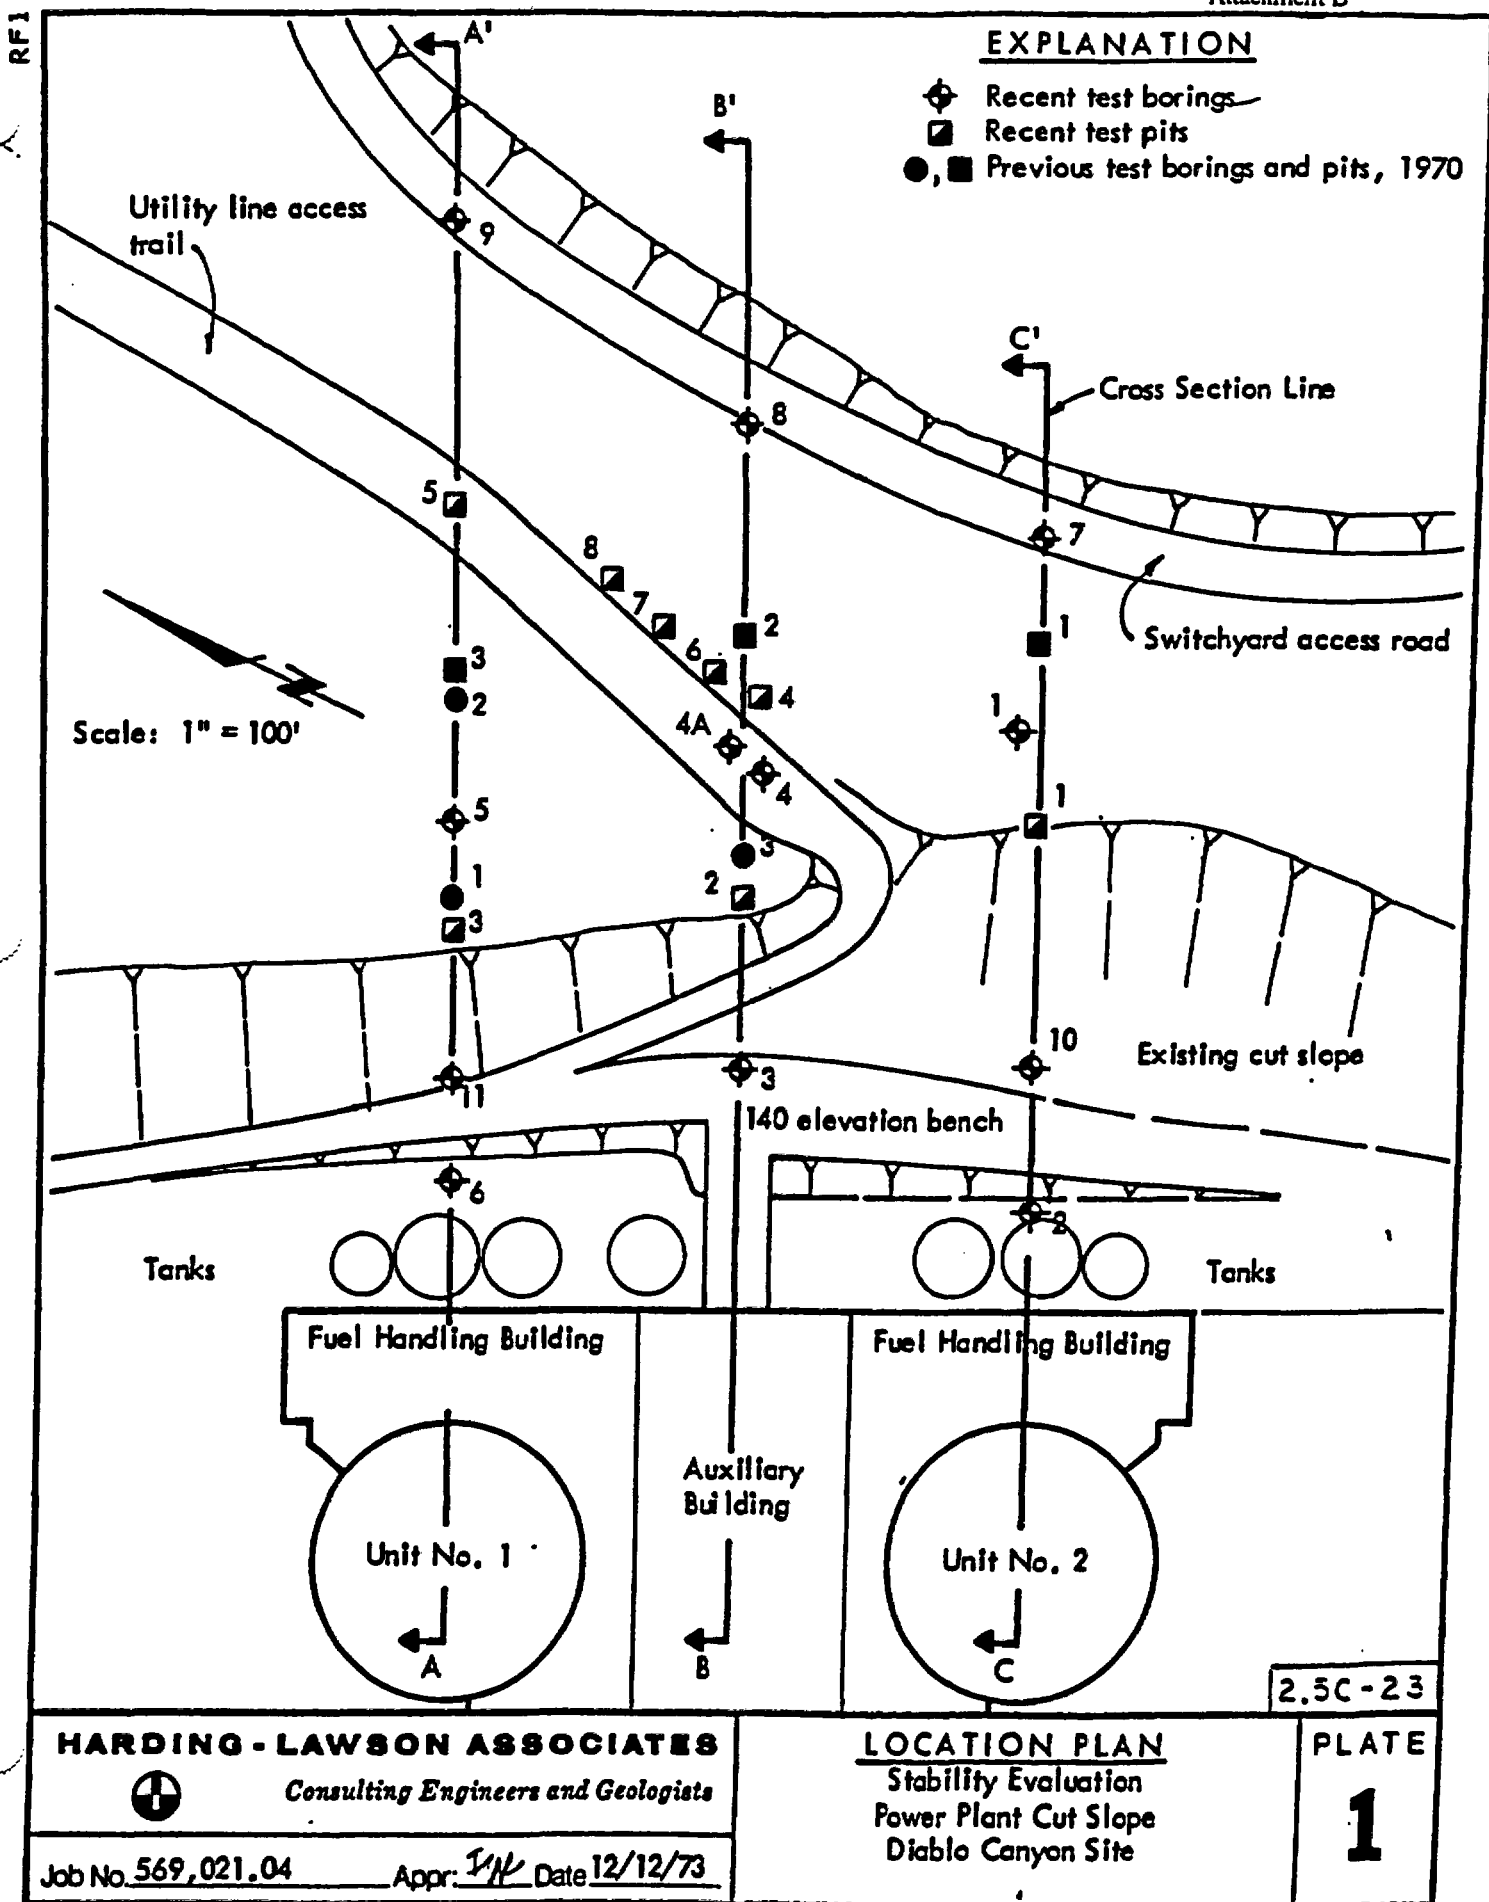 RF1
A'
EXPLANATION
Recent test borings
Recent test pits
Previous test borings and pits, 1970
B'
Utility line access
trail
9
C'
Cross Section Line
8
5
7
8
7
2
1
Switchyard access road
6
3
4
2
4A
1
Scale: 1" = 100'
4
5
1
3
1
2
3
10
Existing cut slope
3
11
140 elevation bench
6
2
Tanks
Tanks
Fuel Handling Building
Fuel Handling Building
Auxiliary
Building
Unit No. 1
Unit No. 2
A
B
C
2.5C-23
HARDING - LAWSON ASSOCIATES
Consulting Engineers and Geologists
Job No. 569,021.04 Appr: Date 12/12/73
LOCATION PLAN
Stability Evaluation
Power Plant Cut Slope
Diablo Canyon Site
PLATE
1